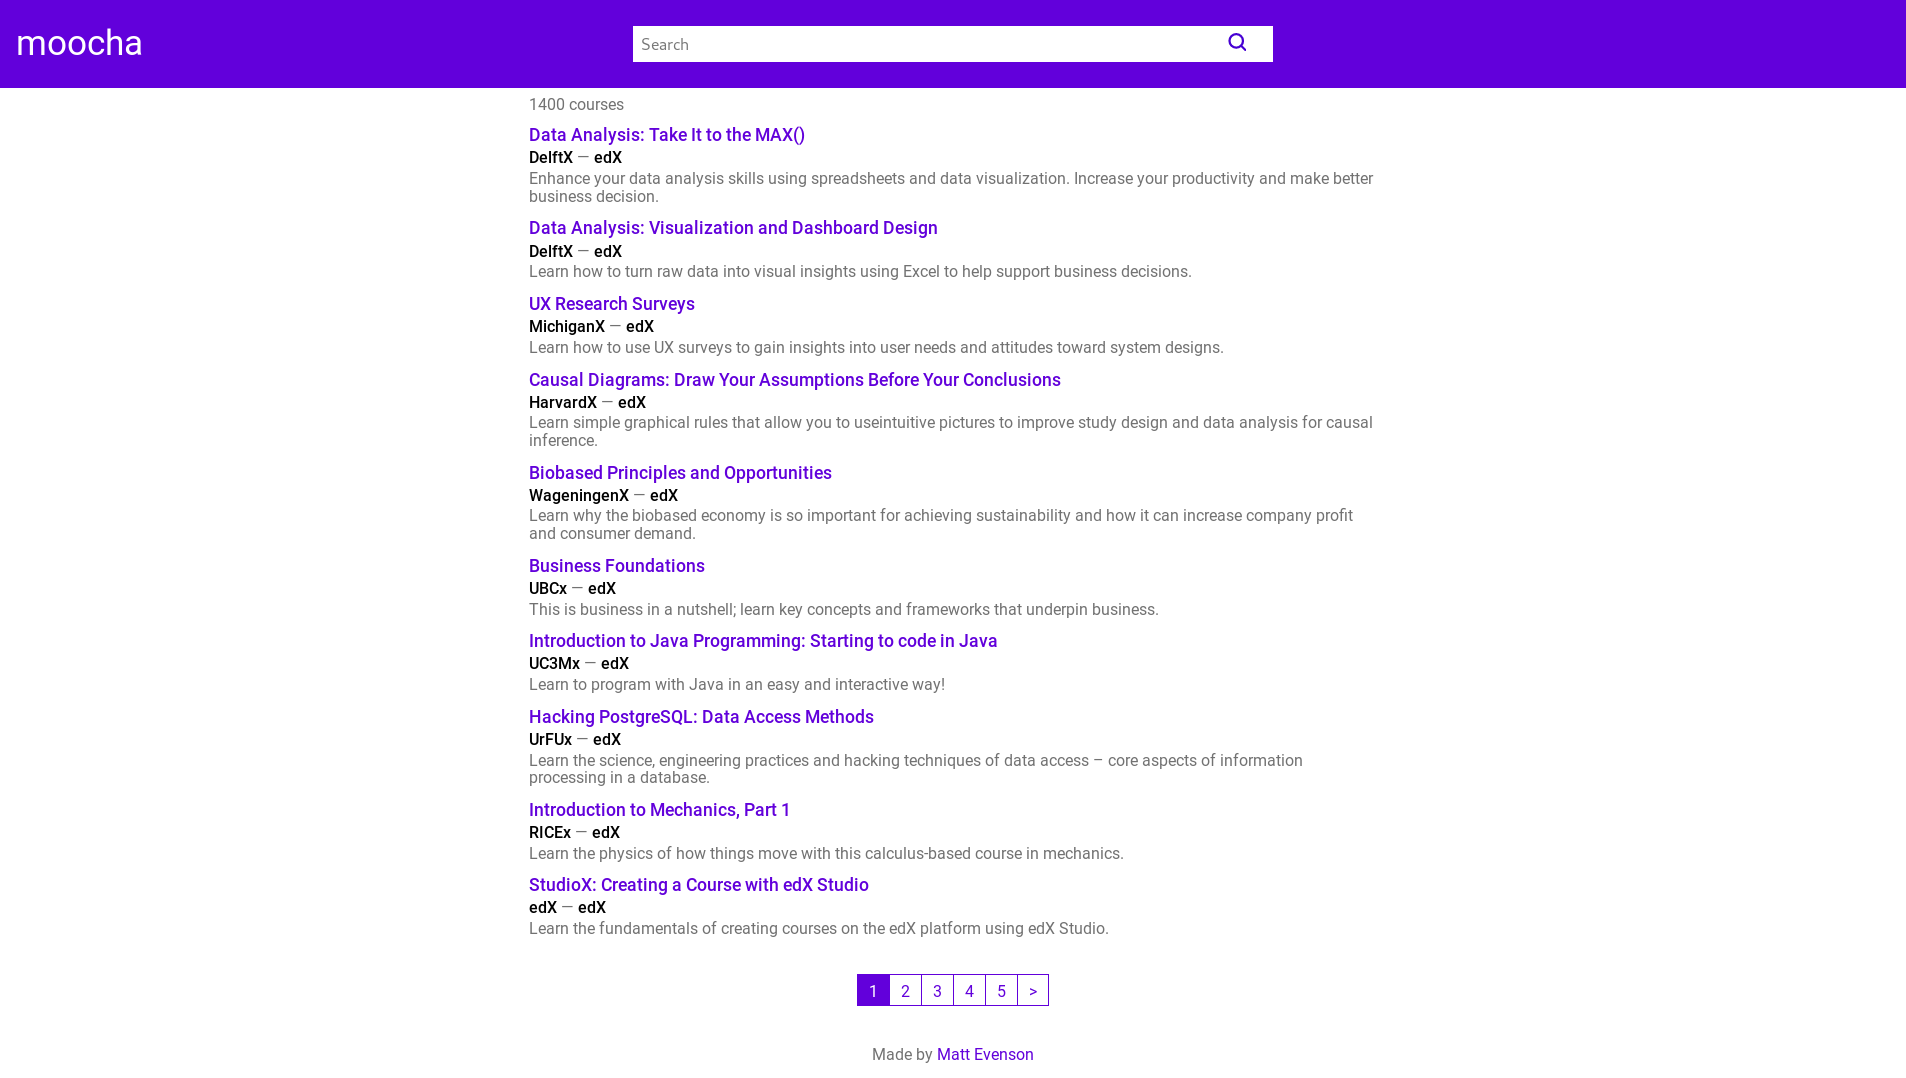 moocha
Search
1400 courses
Data Analysis: Take It to the MAX()
DelftX — edX
Enhance your data analysis skills using spreadsheets and data visualization. Increase your productivity and make better
business decision.
Data Analysis: Visualization and Dashboard Design
DelftX — edX
Learn how to turn raw data into visual insights using Excel to help support business decisions.
UX Research Surveys
MichiganX — edX
Learn how to use UX surveys to gain insights into user needs and attitudes toward system designs.
Causal Diagrams: Draw Your Assumptions Before Your Conclusions
HarvardX — edX
Learn simple graphical rules that allow you to useintuitive pictures to improve study design and data analysis for causal
inference.
Biobased Principles and Opportunities
WageningenX — edX
Learn why the biobased economy is so important for achieving sustainability and how it can increase company profit
and consumer demand.
Business Foundations
UBCx — edX
This is business in a nutshell; learn key concepts and frameworks that underpin business.
Introduction to Java Programming: Starting to code in Java
UC3Mx — edX
Learn to program with Java in an easy and interactive way!
Hacking PostgreSQL: Data Access Methods
UrFUx — edX
Learn the science, engineering practices and hacking techniques of data access – core aspects of information
processing in a database.
Introduction to Mechanics, Part 1
RICEx — edX
Learn the physics of how things move with this calculus-based course in mechanics.
StudioX: Creating a Course with edX Studio
edX — edX
Learn the fundamentals of creating courses on the edX platform using edX Studio.
1 2 3 4 5 >
Made by Matt Evenson